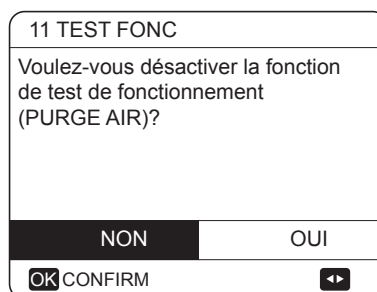 11 TEST FONC
Voulez-vous désactiver la fonction
de test de fonctionnement
(PURGE AIR)?
NON OUI
OK CONFIRM